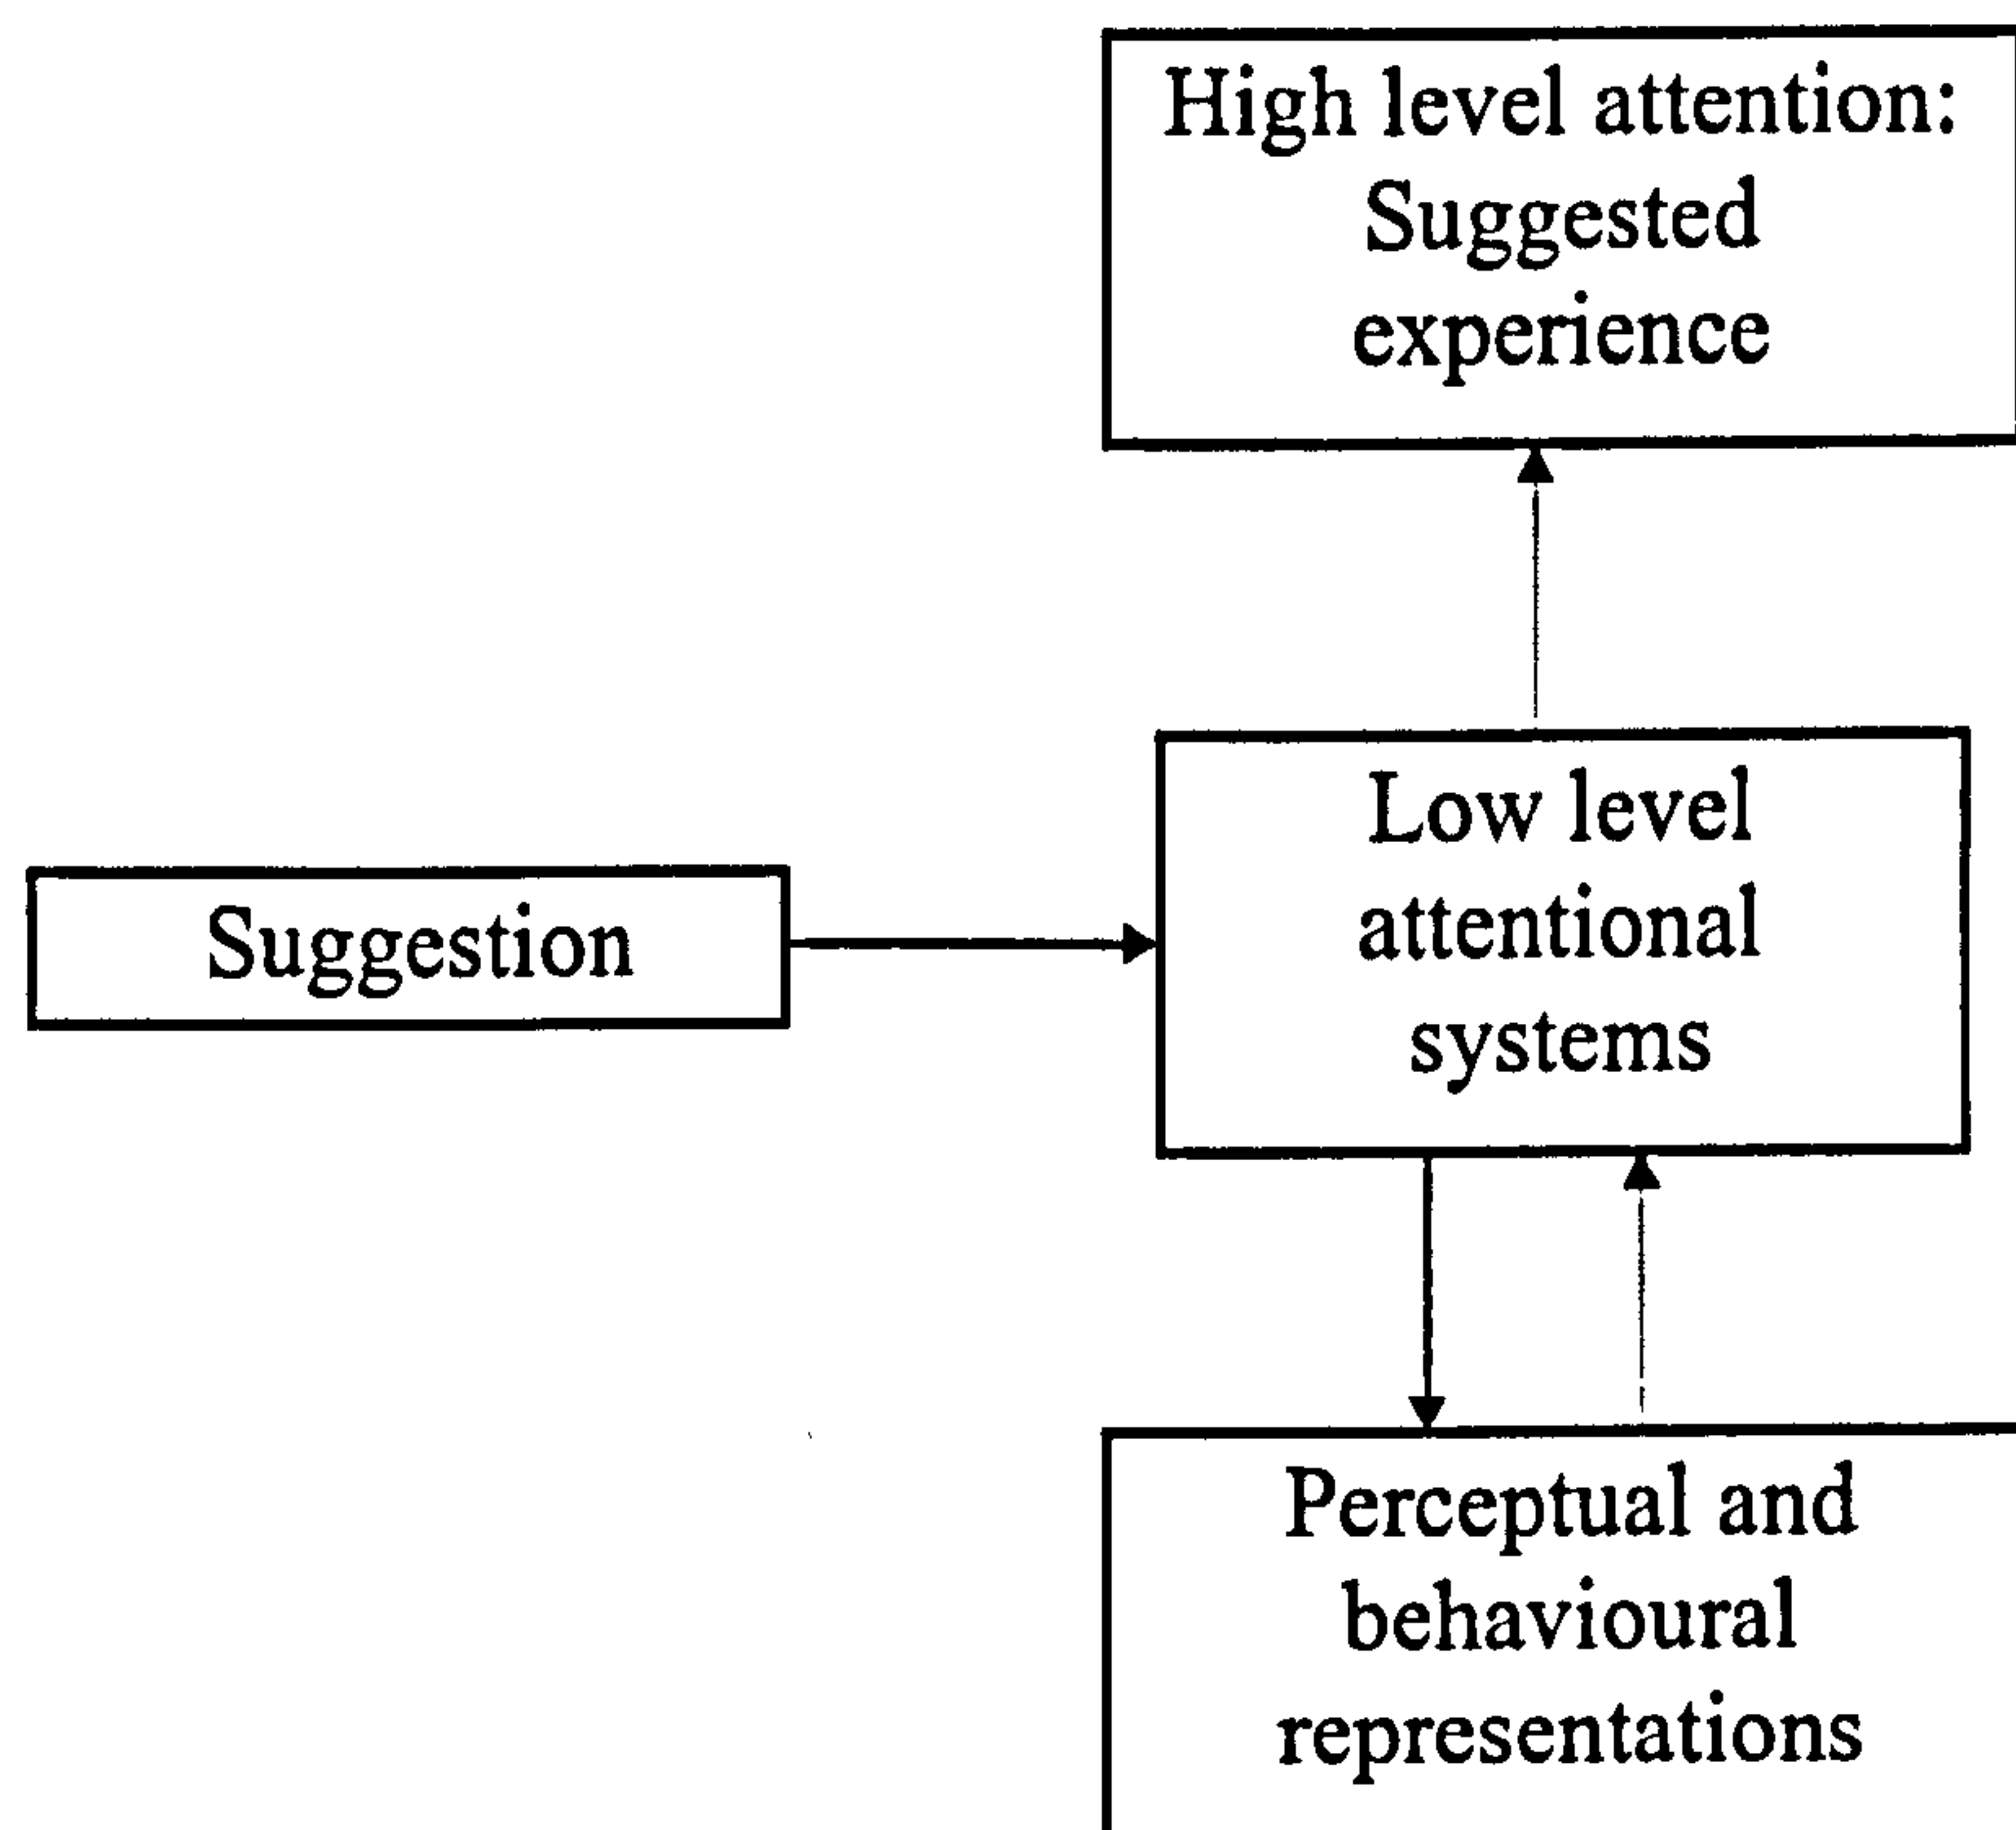 High level attention:
Suggested
experience
Low level
attentional
systems
Suggestion
Perceptual and
behavioural
representations